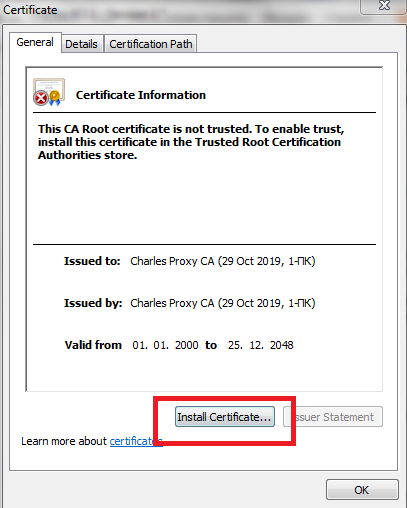 Certificate
General Details Certification Path
Certificate Information
This CA Root certificate is not trusted. To enable trust,
install this certificate in the Trusted Root Certification
Authorities store.
Issued to: Charles Proxy CA (29 Oct 2019, 1-ПК)
Issued by: Charles Proxy CA (29 Oct 2019, 1-ПК)
Valid from 01. 01. 2000 to 25. 12. 2048
Install Certificate... Issuer Statement
Learn more about certificates
OK